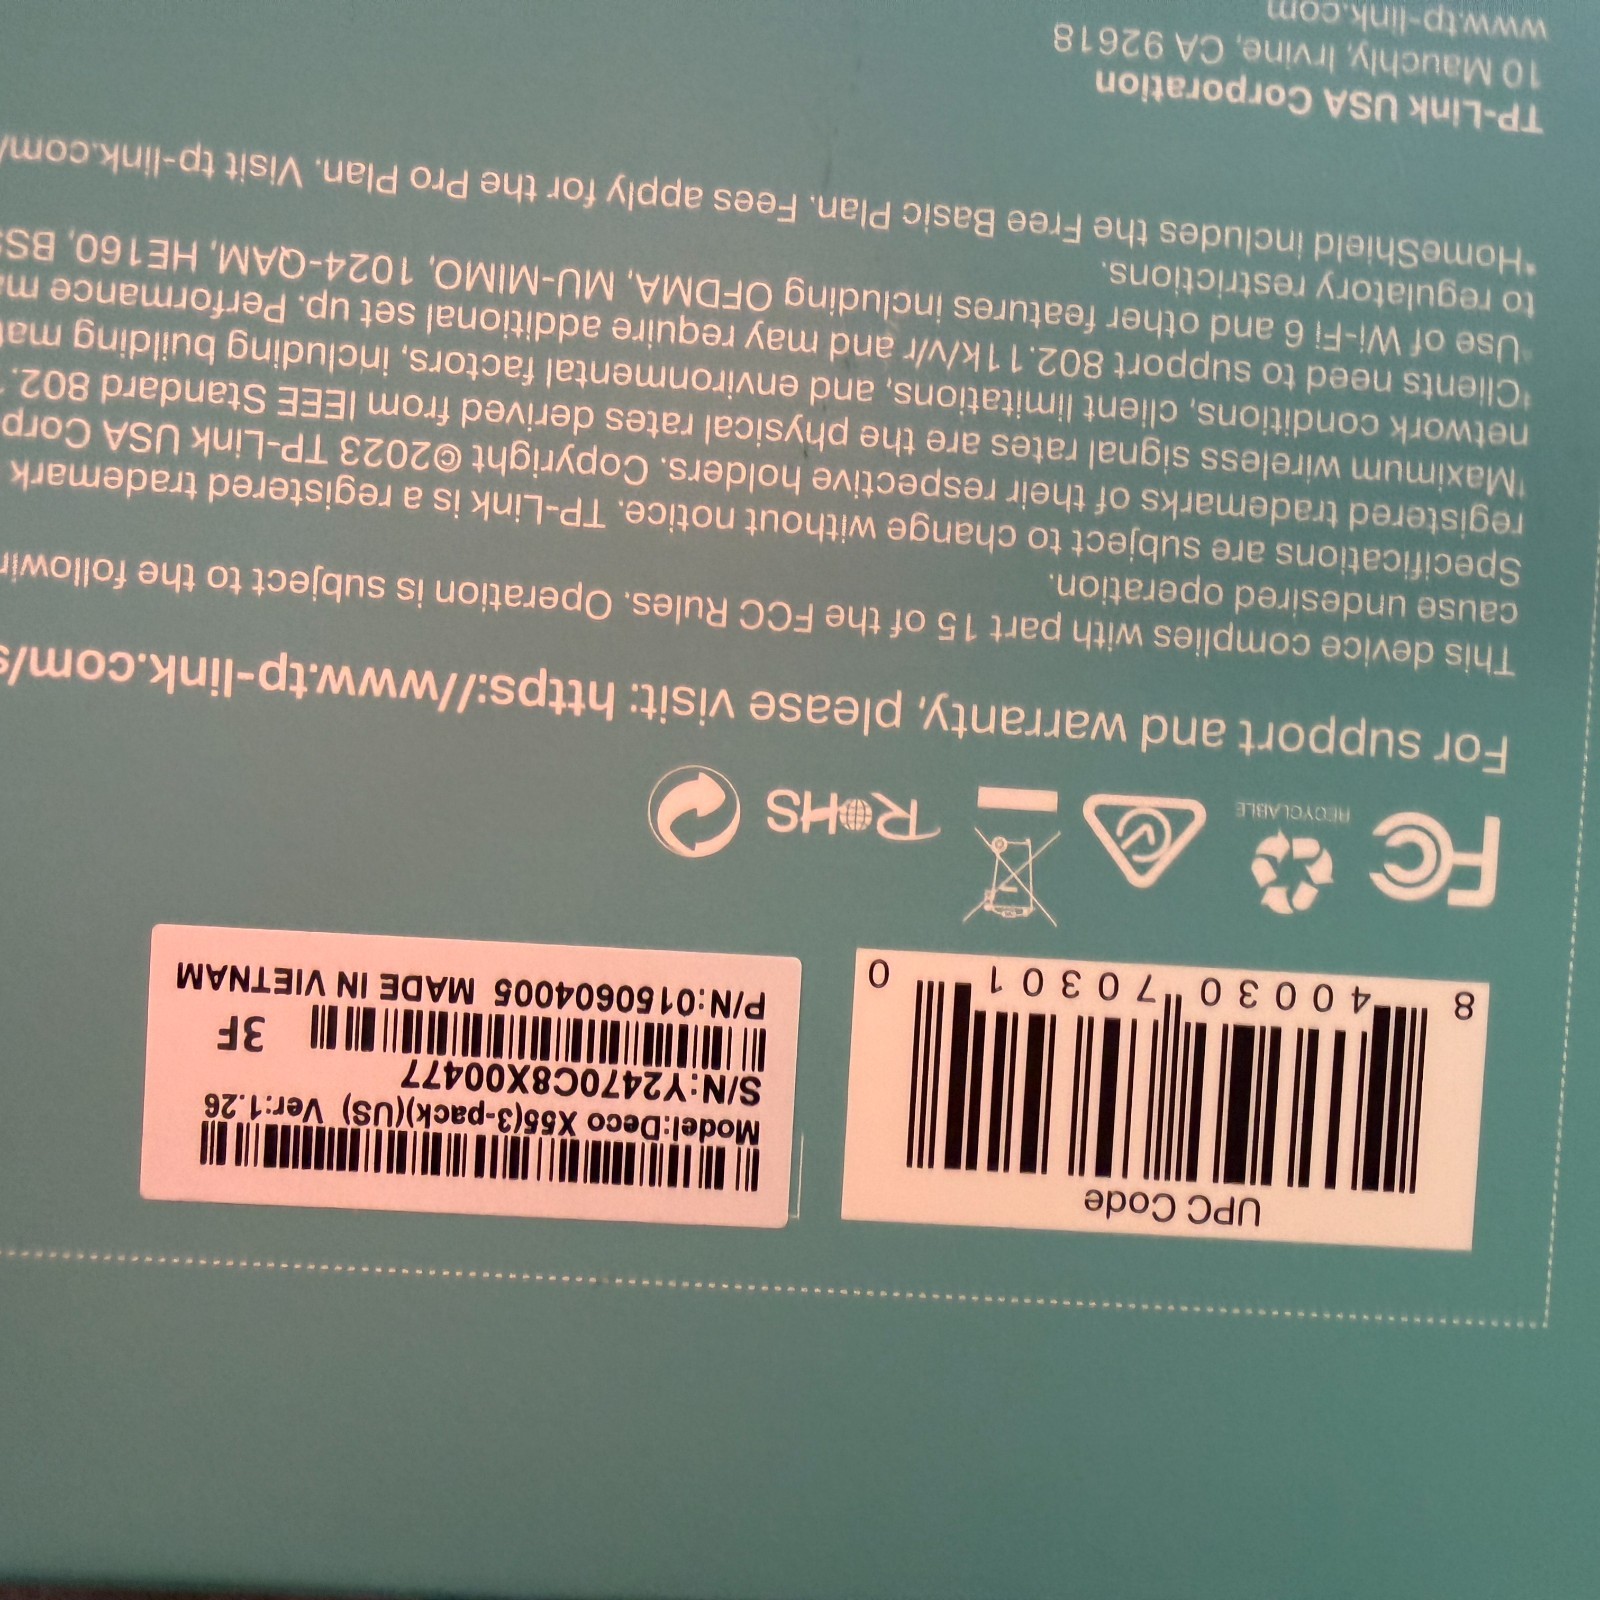 UPC Code
8 40030 70301 0
Model:Deco X55(3-pack)(US) Ver:1.26
S/N:Y2470C8X00477
3F
P/N:0150604005 MADE IN VIETNAM
FC
RECYCLABLE
RoHS
For support and warranty, please visit: https://www.tp-link.com/s
This device complies with part 15 of the FCC Rules. Operation is subject to the
cause undesired operation.
Specifications are subject to change without notice. TP-Link is a registered trademark
registered trademarks of their respective holders. Copyright ©2023 TP-Link USA Corp
†Maximum wireless signal rates are the physical rates derived from IEEE Standard 802.
network conditions, client limitations, and environmental factors, including building
‡Clients need to support 802.11k/v/r and may require additional set up. Performance
Use of Wi-Fi 6 and other features including OFDMA, MU-MIMO, 1024-QAM, HE160,
to regulatory restrictions.
*HomeShield includes the Free Basic Plan. Fees apply for the Pro Plan. Visit tp-link.com/
TP-Link USA Corporation
10 Mauchly, Irvine, CA 92618
www.tp-link.com